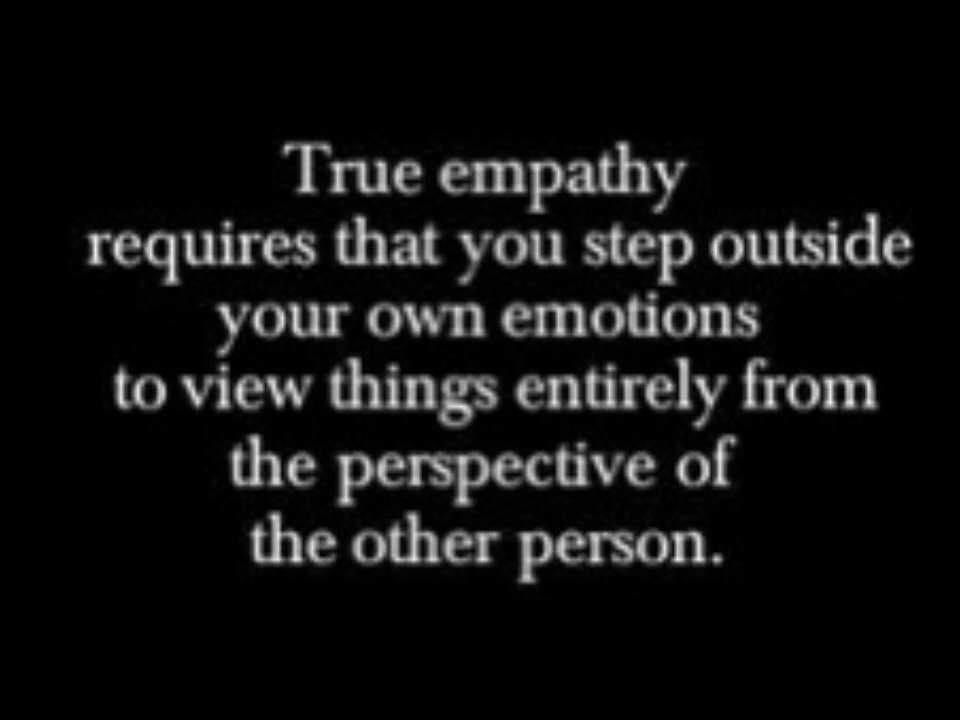 True empathy
requires that you step outside
your own emotions
to view things entirely from
the perspective of
the other person.